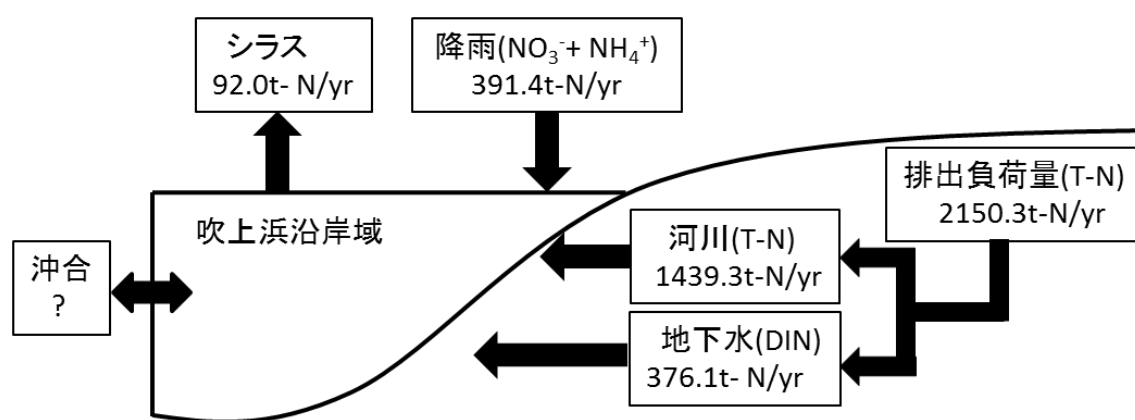 シラス
92.0t- N/yr
降雨(NO₃⁻+ NH₄⁺)
391.4t-N/yr
排出負荷量(T-N)
2150.3t-N/yr
吹上浜沿岸域
河川(T-N)
1439.3t-N/yr
沖合
?
地下水(DIN)
376.1t- N/yr